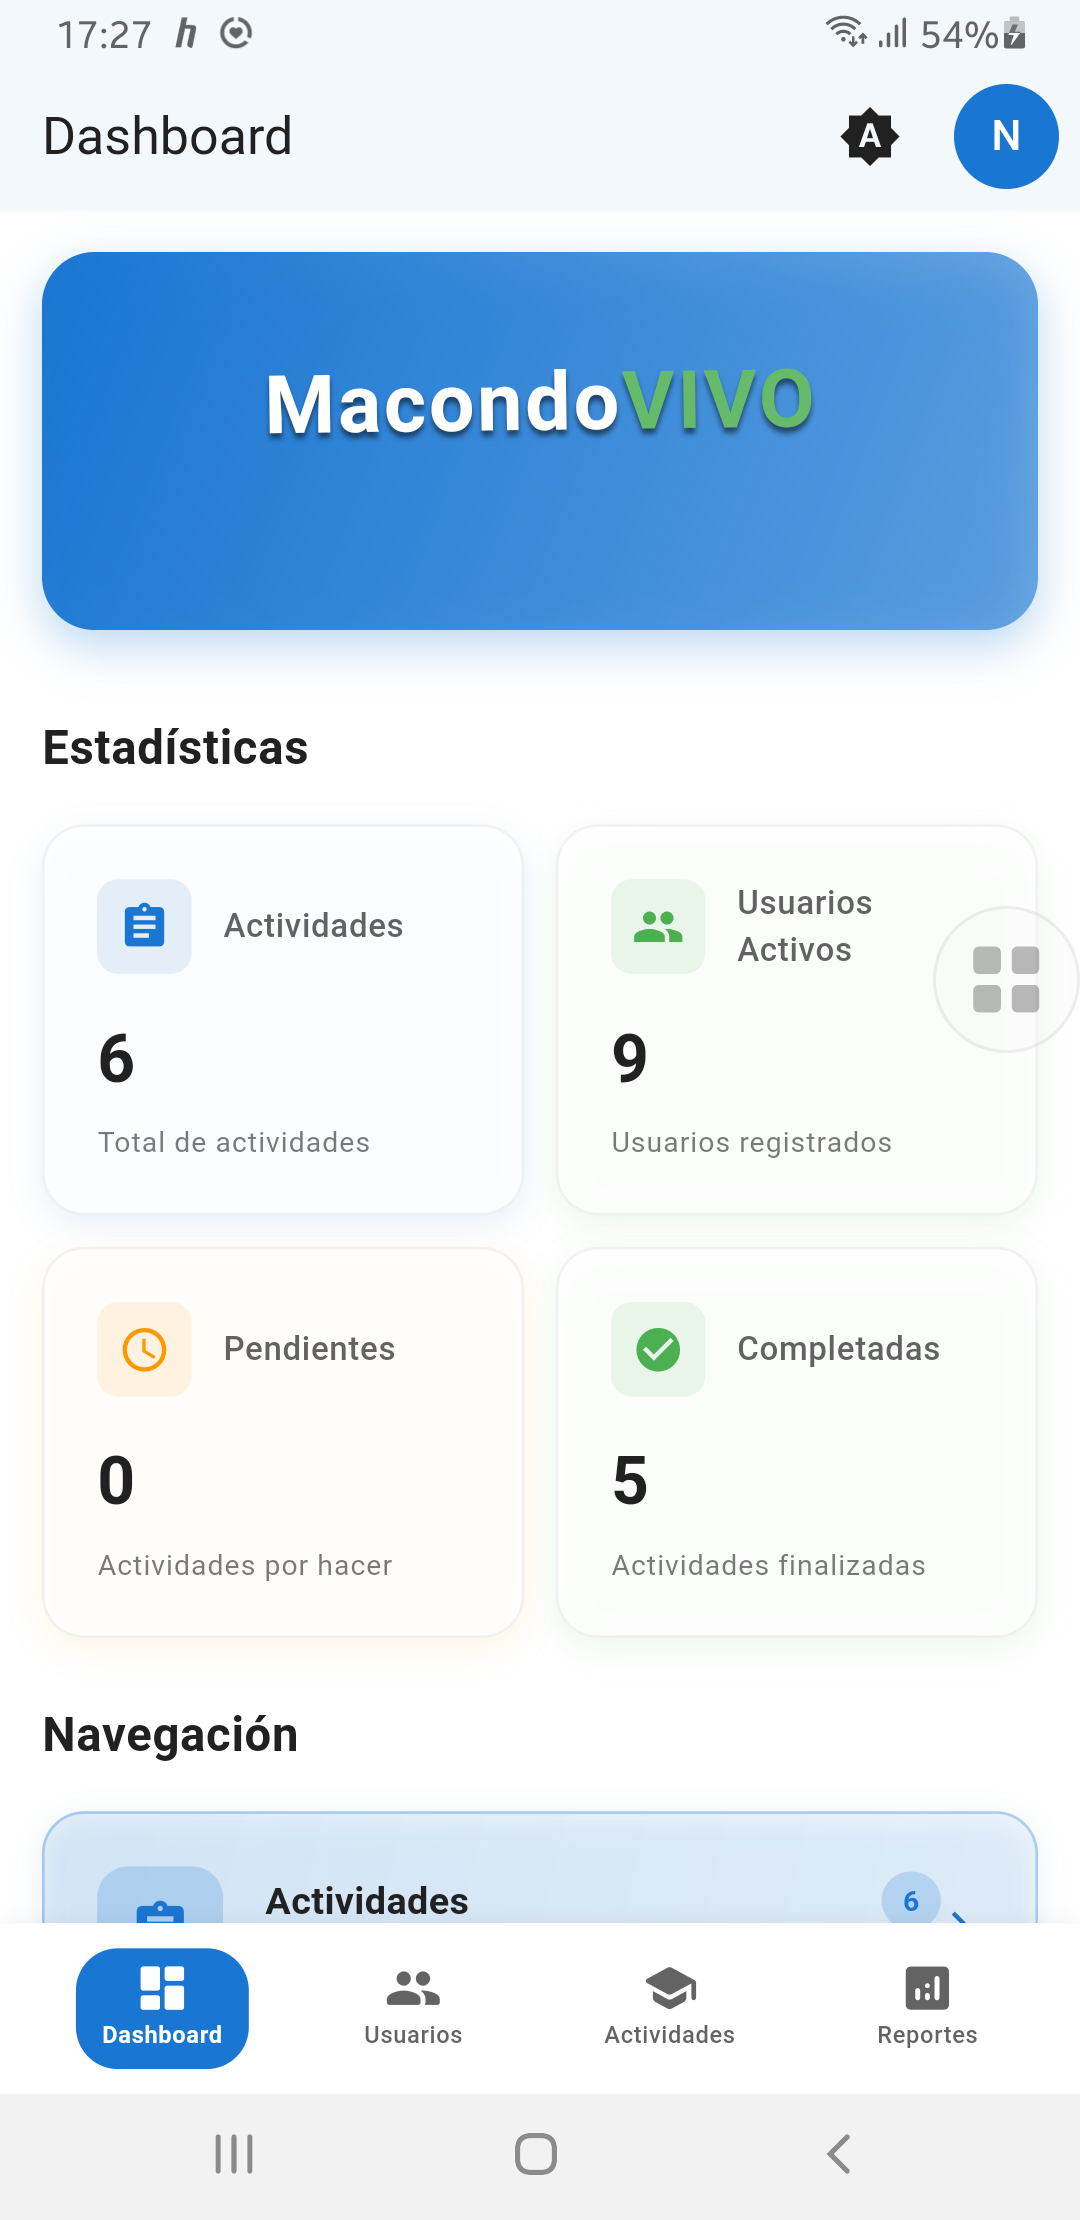 17:27 h 54%
Dashboard A N
MacondoVIVO
Estadísticas
Actividades
6
Total de actividades
Usuarios
Activos
9
Usuarios registrados
Pendientes
0
Actividades por hacer
Completadas
5
Actividades finalizadas
Navegación
Actividades 6
Dashboard Usuarios Actividades Reportes